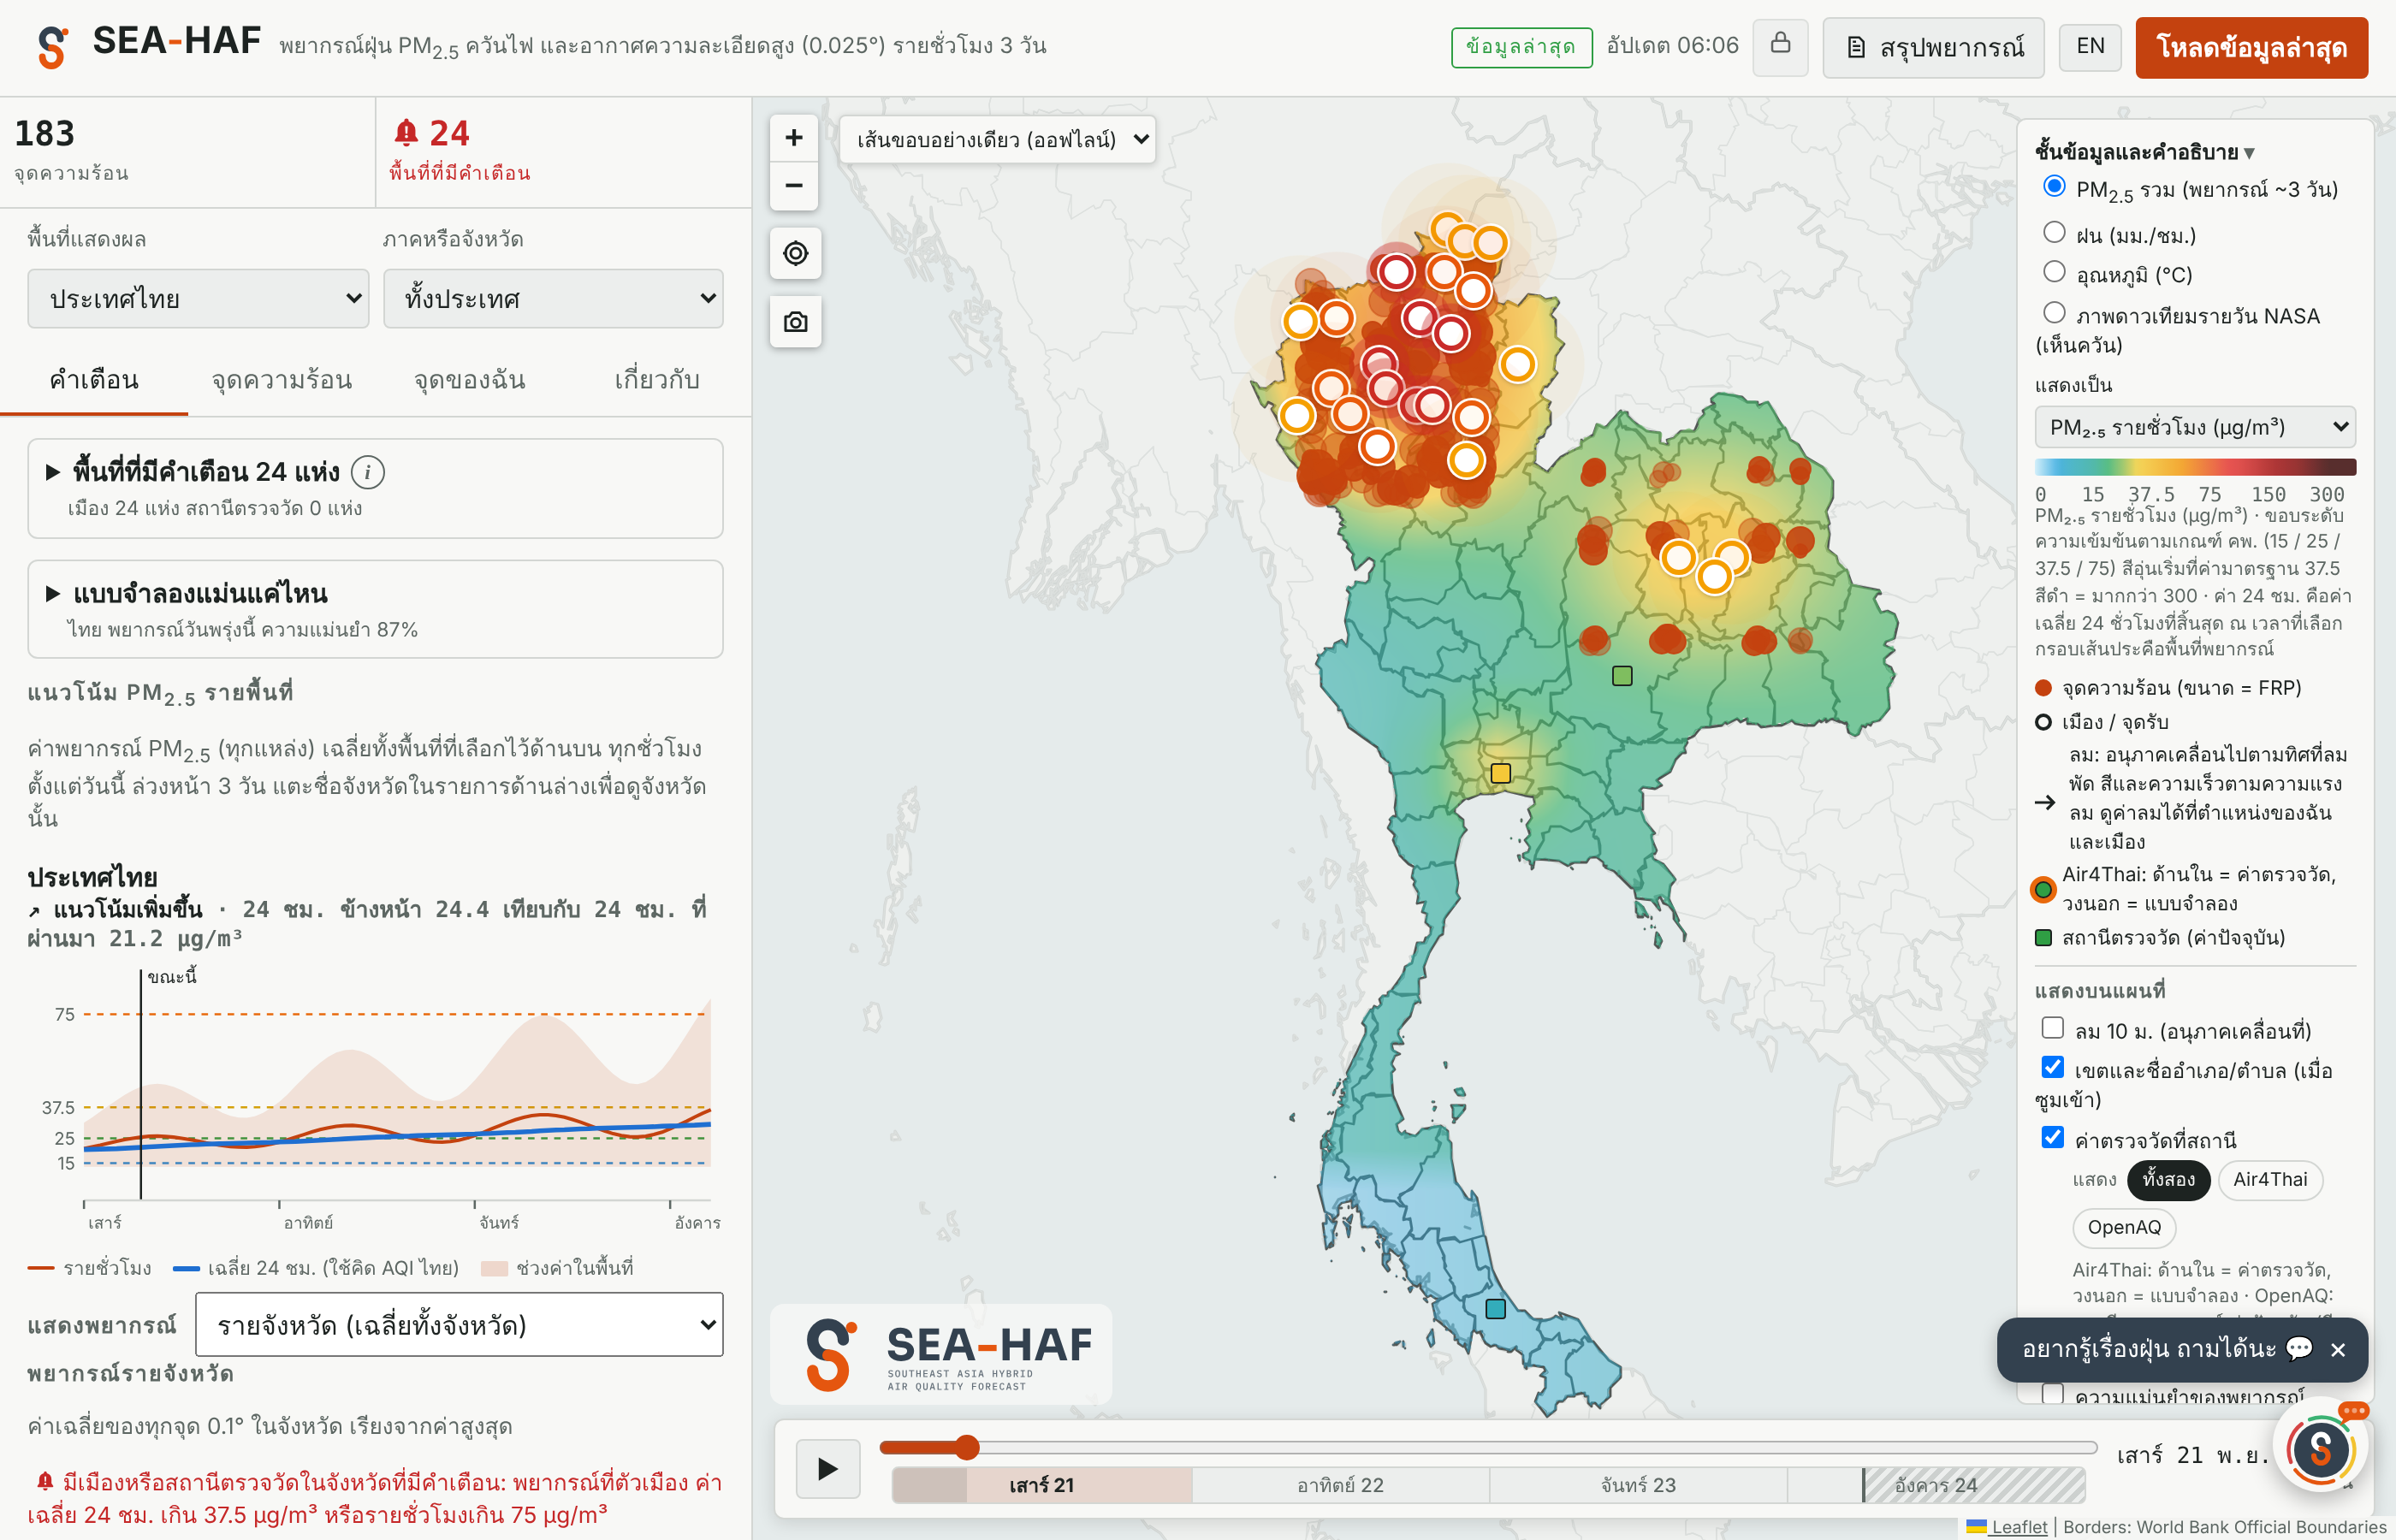 SEA-HAF พยากรณ์ฝุ่น PM2.5 ควันไฟ และอากาศความละเอียดสูง (0.025°) รายชั่วโมง 3 วัน
ข้อมูลล่าสุด อัปเดต 06:06 สรุปพยากรณ์ EN โหลดข้อมูลล่าสุด
183
จุดความร้อน
24
พื้นที่ที่มีคำเตือน
พื้นที่แสดงผล
ประเทศไทย
ภาคหรือจังหวัด
ทั้งประเทศ
คำเตือน จุดความร้อน จุดของฉัน เกี่ยวกับ
▶ พื้นที่ที่มีคำเตือน 24 แห่ง i
เมือง 24 แห่ง สถานีตรวจวัด 0 แห่ง
▶ แบบจำลองแม่นแค่ไหน
ไทย พยากรณ์วันพรุ่งนี้ ความแม่นยำ 87%
แนวโน้ม PM2.5 รายพื้นที่
ค่าพยากรณ์ PM2.5 (ทุกแหล่ง) เฉลี่ยทั้งพื้นที่ที่เลือกไว้ด้านบน ทุกชั่วโมง
ตั้งแต่วันนี้ ล่วงหน้า 3 วัน แตะชื่อจังหวัดในรายการด้านล่างเพื่อดูจังหวัด
นั้น
ประเทศไทย
↗ แนวโน้มเพิ่มขึ้น · 24 ชม. ข้างหน้า 24.4 เทียบกับ 24 ชม. ที่
ผ่านมา 21.2 µg/m³
ขณะนี้
75
37.5
25
15
เสาร์ อาทิตย์ จันทร์ อังคาร
รายชั่วโมง เฉลี่ย 24 ชม. (ใช้คิด AQI ไทย) ช่วงค่าในพื้นที่
แสดงพยากรณ์ รายจังหวัด (เฉลี่ยทั้งจังหวัด)
พยากรณ์รายจังหวัด
ค่าเฉลี่ยของทุกจุด 0.1° ในจังหวัด เรียงจากค่าสูงสุด
มีเมืองหรือสถานีตรวจวัดในจังหวัดที่มีคำเตือน: พยากรณ์ที่ตัวเมือง ค่า
เฉลี่ย 24 ชม. เกิน 37.5 µg/m³ หรือรายชั่วโมงเกิน 75 µg/m³
+
−
เส้นขอบอย่างเดียว (ออฟไลน์)
ชั้นข้อมูลและคำอธิบาย ▾
PM2.5 รวม (พยากรณ์ ~3 วัน)
ฝน (มม./ชม.)
อุณหภูมิ (°C)
ภาพดาวเทียมรายวัน NASA
(เห็นควัน)
แสดงเป็น
PM₂.₅ รายชั่วโมง (µg/m³)
0 15 37.5 75 150 300
PM₂.₅ รายชั่วโมง (µg/m³) · ขอบระดับ
ความเข้มข้นตามเกณฑ์ คพ. (15 / 25 /
37.5 / 75) สีอุ่นเริ่มที่ค่ามาตรฐาน 37.5
สีดำ = มากกว่า 300 · ค่า 24 ชม. คือค่า
เฉลี่ย 24 ชั่วโมงที่สิ้นสุด ณ เวลาที่เลือก
กรอบเส้นประคือพื้นที่พยากรณ์
จุดความร้อน (ขนาด = FRP)
เมือง / จุดรับ
ลม: อนุภาคเคลื่อนไปตามทิศที่ลม
พัด สีและความเร็วตามความแรง
ลม ดูค่าลมได้ที่ตำแหน่งของฉัน
และเมือง
Air4Thai: ด้านใน = ค่าตรวจวัด,
วงนอก = แบบจำลอง
สถานีตรวจวัด (ค่าปัจจุบัน)
แสดงบนแผนที่
ลม 10 ม. (อนุภาคเคลื่อนที่)
เขตและชื่ออำเภอ/ตำบล (เมื่อ
ซูมเข้า)
ค่าตรวจวัดที่สถานี
แสดง ทั้งสอง Air4Thai
OpenAQ
Air4Thai: ด้านใน = ค่าตรวจวัด,
วงนอก = แบบจำลอง · OpenAQ:
อยากรู้เรื่องฝุ่น ถามได้นะ 💬 ×
ความแม่นยำของพยากรณ์
SEA-HAF
SOUTHEAST ASIA HYBRID
AIR QUALITY FORECAST
เสาร์ 21 อาทิตย์ 22 จันทร์ 23 อังคาร 24
เสาร์ 21 พ.ย.
Leaflet | Borders: World Bank Official Boundaries